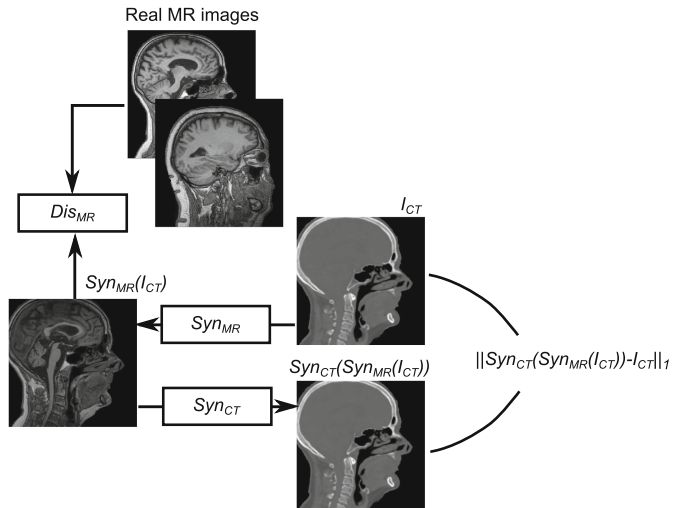 Real MR images
Dis_MR
I_CT
Syn_MR(I_CT)
Syn_MR
Syn_CT(Syn_MR(I_CT))
||Syn_CT(Syn_MR(I_CT))-I_CT||_1
Syn_CT